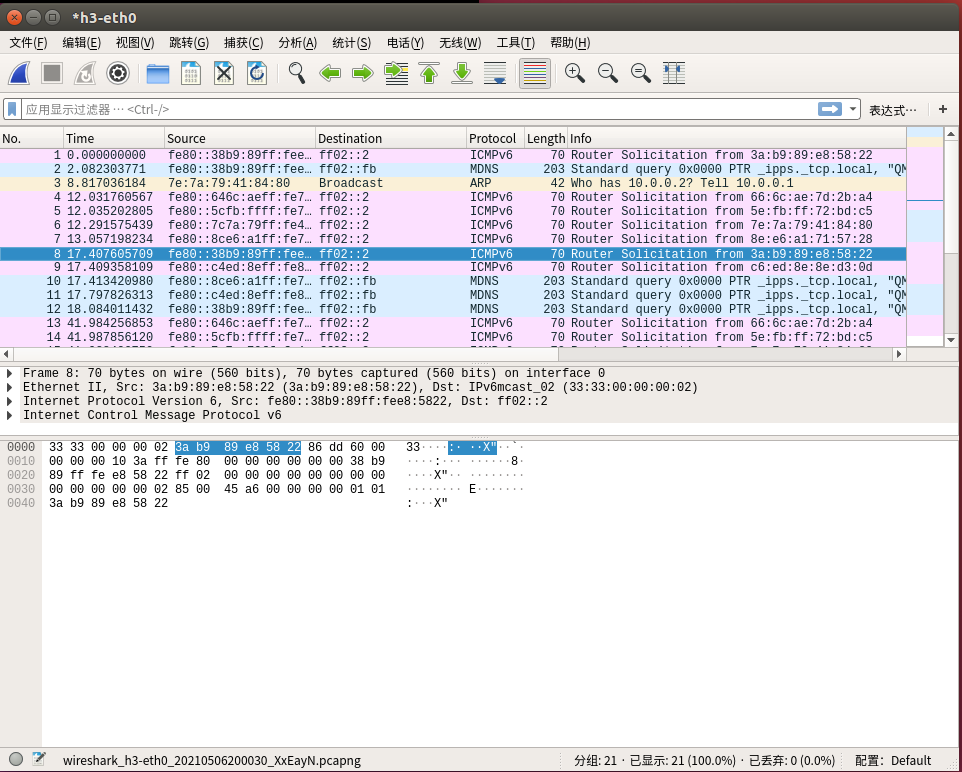 *h3-eth0
文件(F) 编辑(E) 视图(V) 跳转(G) 捕获(C) 分析(A) 统计(S) 电话(Y) 无线(W) 工具(T) 帮助(H)
应用显示过滤器 … <Ctrl-/> 表达式… +
No. Time Source Destination Protocol Length Info
1 0.000000000 fe80::38b9:89ff:fee… ff02::2 ICMPv6 70 Router Solicitation from 3a:b9:89:e8:58:22
2 2.082303771 fe80::38b9:89ff:fee… ff02::fb MDNS 203 Standard query 0x0000 PTR _ipps._tcp.local, "QM
3 8.817036184 7e:7a:79:41:84:80 Broadcast ARP 42 Who has 10.0.0.2? Tell 10.0.0.1
4 12.031760567 fe80::646c:aeff:fe7… ff02::2 ICMPv6 70 Router Solicitation from 66:6c:ae:7d:2b:a4
5 12.035202805 fe80::5cfb:ffff:fe7… ff02::2 ICMPv6 70 Router Solicitation from 5e:fb:ff:72:bd:c5
6 12.291575439 fe80::7c7a:79ff:fe4… ff02::2 ICMPv6 70 Router Solicitation from 7e:7a:79:41:84:80
7 13.057198234 fe80::8ce6:a1ff:fe7… ff02::2 ICMPv6 70 Router Solicitation from 8e:e6:a1:71:57:28
8 17.407605709 fe80::38b9:89ff:fee… ff02::2 ICMPv6 70 Router Solicitation from 3a:b9:89:e8:58:22
9 17.409358109 fe80::c4ed:8eff:fe8… ff02::2 ICMPv6 70 Router Solicitation from c6:ed:8e:8e:d3:0d
10 17.413420980 fe80::8ce6:a1ff:fe7… ff02::fb MDNS 203 Standard query 0x0000 PTR _ipps._tcp.local, "QM
11 17.797826313 fe80::c4ed:8eff:fe8… ff02::fb MDNS 203 Standard query 0x0000 PTR _ipps._tcp.local, "QM
12 18.084011432 fe80::38b9:89ff:fee… ff02::fb MDNS 203 Standard query 0x0000 PTR _ipps._tcp.local, "QM
13 41.984256853 fe80::646c:aeff:fe7… ff02::2 ICMPv6 70 Router Solicitation from 66:6c:ae:7d:2b:a4
14 41.987856120 fe80::5cfb:ffff:fe7… ff02::2 ICMPv6 70 Router Solicitation from 5e:fb:ff:72:bd:c5
Frame 8: 70 bytes on wire (560 bits), 70 bytes captured (560 bits) on interface 0
Ethernet II, Src: 3a:b9:89:e8:58:22 (3a:b9:89:e8:58:22), Dst: IPv6mcast_02 (33:33:00:00:00:02)
Internet Protocol Version 6, Src: fe80::38b9:89ff:fee8:5822, Dst: ff02::2
Internet Control Message Protocol v6
0000 33 33 00 00 00 02 3a b9 89 e8 58 22 86 dd 60 00 33····:· ··X"··`·
0010 00 00 00 10 3a ff fe 80 00 00 00 00 00 00 38 b9 ····:··· ······8·
0020 89 ff fe e8 58 22 ff 02 00 00 00 00 00 00 00 00 ····X"·· ········
0030 00 00 00 00 00 02 85 00 45 a6 00 00 00 00 01 01 ········ E·······
0040 3a b9 89 e8 58 22 :···X"
wireshark_h3-eth0_20210506200030_XxEayN.pcapng 分组: 21 · 已显示: 21 (100.0%) · 已丢弃: 0 (0.0%) 配置: Default